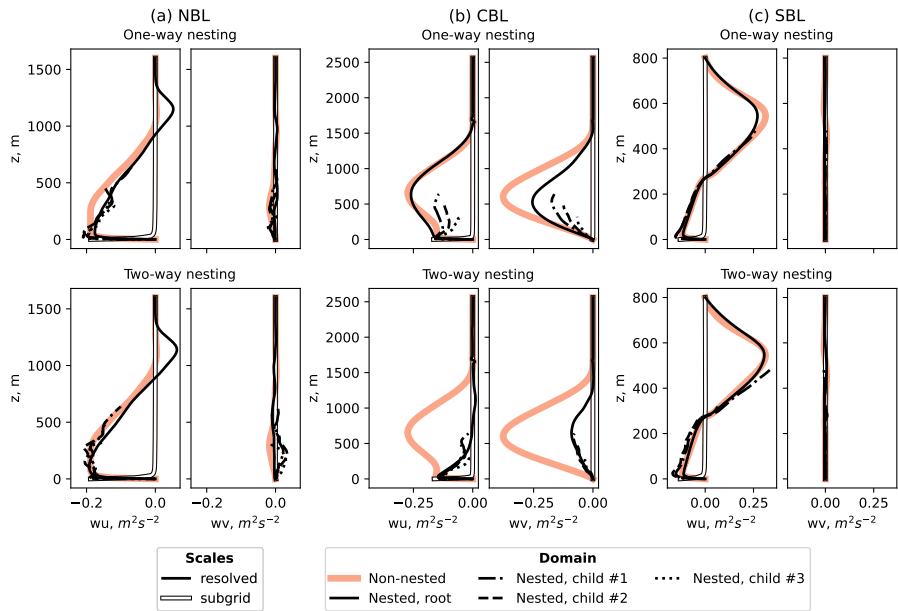 (a) NBL
(b) CBL
(c) SBL
One-way nesting
One-way nesting
One-way nesting
z, m
1500
1000
500
0
z, m
2500
2000
1500
1000
500
0
z, m
800
600
400
200
0
Two-way nesting
Two-way nesting
Two-way nesting
z, m
1500
1000
500
0
z, m
2500
2000
1500
1000
500
0
z, m
800
600
400
200
0
−0.2 0.0 −0.2 0.0
−0.25 0.00 −0.25 0.00
0.00 0.25 0.00 0.25
wu, m²s⁻² wv, m²s⁻² wu, m²s⁻² wv, m²s⁻² wu, m²s⁻² wv, m²s⁻²
Scales
resolved
subgrid
Domain
Non-nested
Nested, root
Nested, child #1
Nested, child #2
Nested, child #3